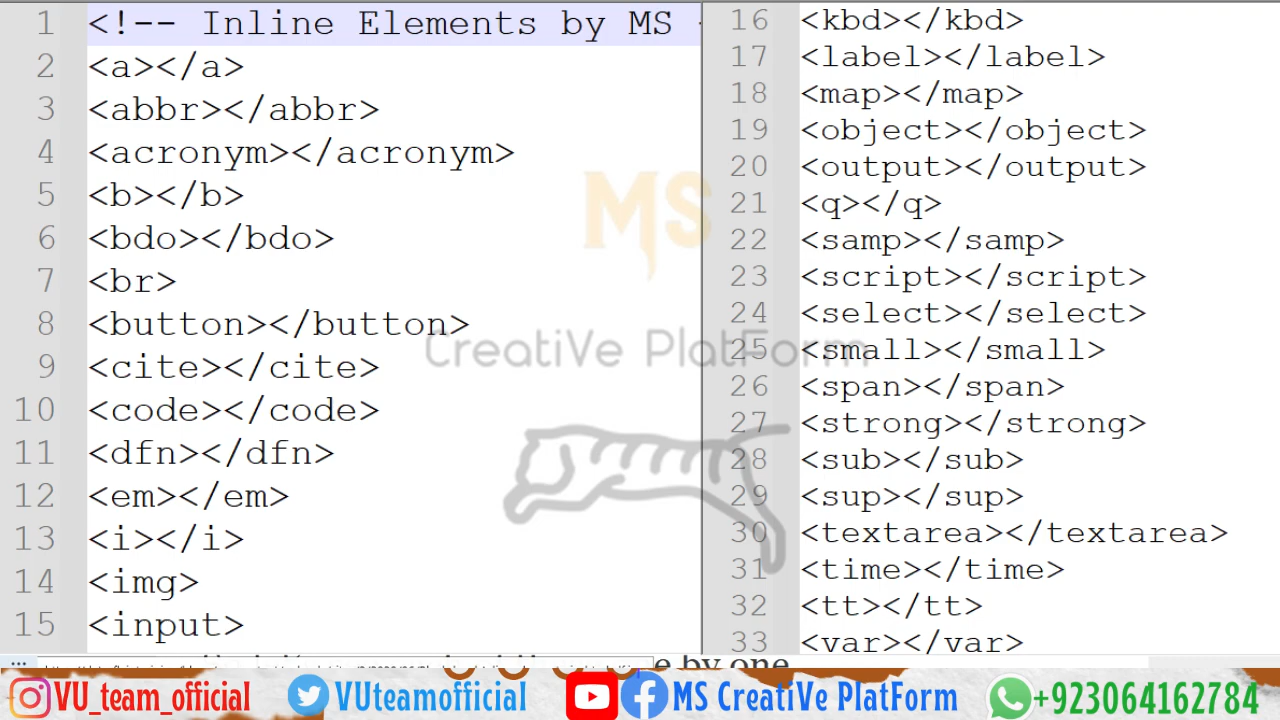 1 <!-- Inline Elements by MS
2 <a></a>
3 <abbr></abbr>
4 <acronym></acronym>
5 <b></b>
6 <bdo></bdo>
7 <br>
8 <button></button>
9 <cite></cite>
10 <code></code>
11 <dfn></dfn>
12 <em></em>
13 <i></i>
14 <img>
15 <input>
16 <kbd></kbd>
17 <label></label>
18 <map></map>
19 <object></object>
20 <output></output>
21 <q></q>
22 <samp></samp>
23 <script></script>
24 <select></select>
25 <small></small>
26 <span></span>
27 <strong></strong>
28 <sub></sub>
29 <sup></sup>
30 <textarea></textarea>
31 <time></time>
32 <tt></tt>
33 <var></var>
MS
CreatiVe PlatForm
by one
VU_team_official VUteamofficial MS CreatiVe PlatForm +923064162784